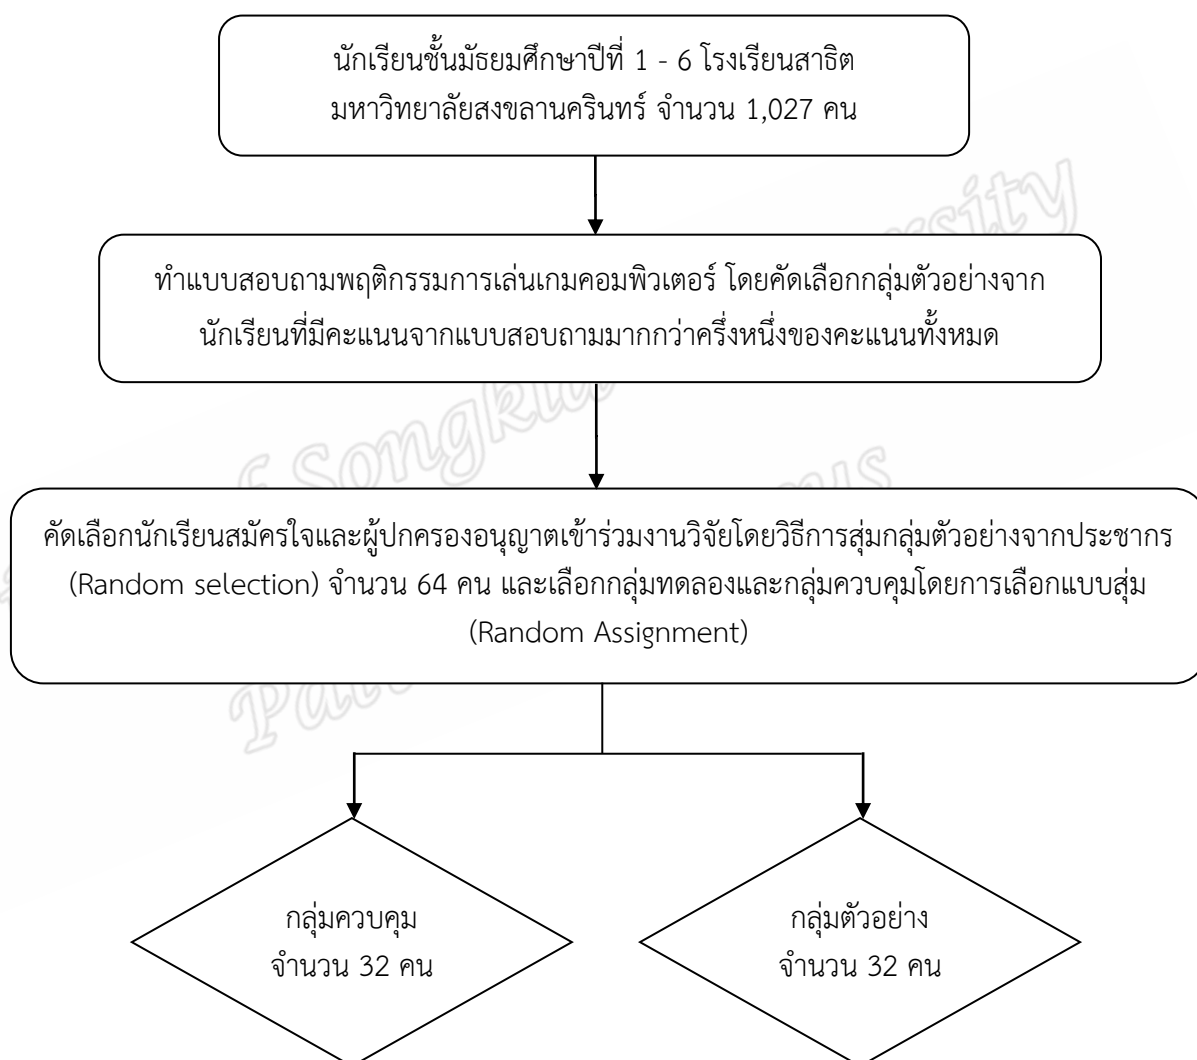 นักเรียนชั้นมัธยมศึกษาปีที่ 1 - 6 โรงเรียนสาธิต
มหาวิทยาลัยสงขลานครินทร์ จำนวน 1,027 คน
ทำแบบสอบถามพฤติกรรมการเล่นเกมคอมพิวเตอร์ โดยคัดเลือกกลุ่มตัวอย่างจาก
นักเรียนที่มีคะแนนจากแบบสอบถามมากกว่าครึ่งหนึ่งของคะแนนทั้งหมด
คัดเลือกนักเรียนสมัครใจและผู้ปกครองอนุญาตเข้าร่วมงานวิจัยโดยวิธีการสุ่มกลุ่มตัวอย่างจากประชากร
(Random selection) จำนวน 64 คน และเลือกกลุ่มทดลองและกลุ่มควบคุมโดยการเลือกแบบสุ่ม
(Random Assignment)
กลุ่มควบคุม
จำนวน 32 คน
กลุ่มตัวอย่าง
จำนวน 32 คน